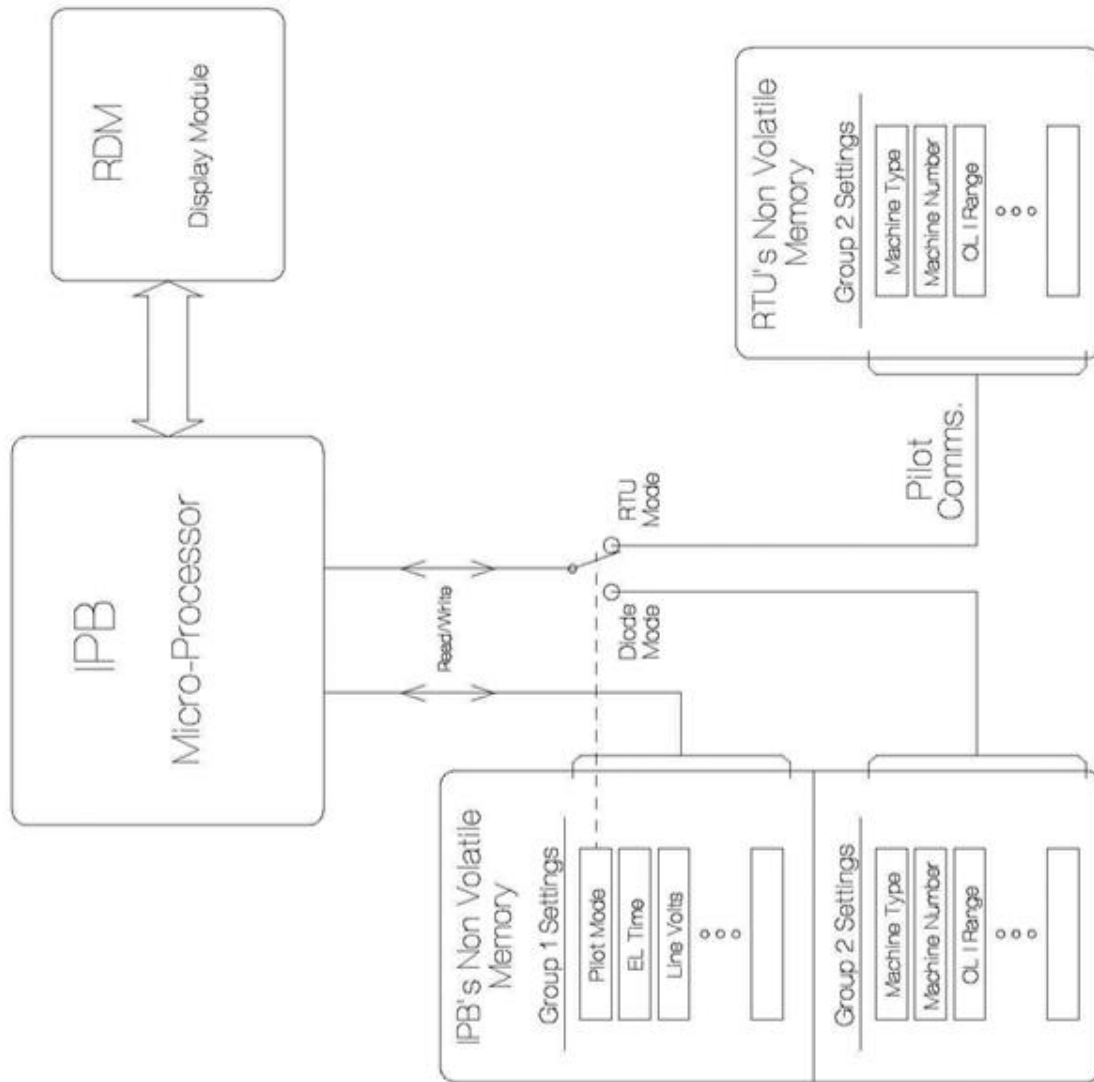 IPB
Micro-Processor
RDM
Display Module
Read/Write
Diode
Mode
RTU
Mode
Pilot
Comms.
IPB's Non Volatile
Memory
Group 1 Settings
Pilot Mode
EL Time
Line Volts
Group 2 Settings
Machine Type
Machine Number
OL I Range
RTU's Non Volatile
Memory
Group 2 Settings
Machine Type
Machine Number
OL I Range